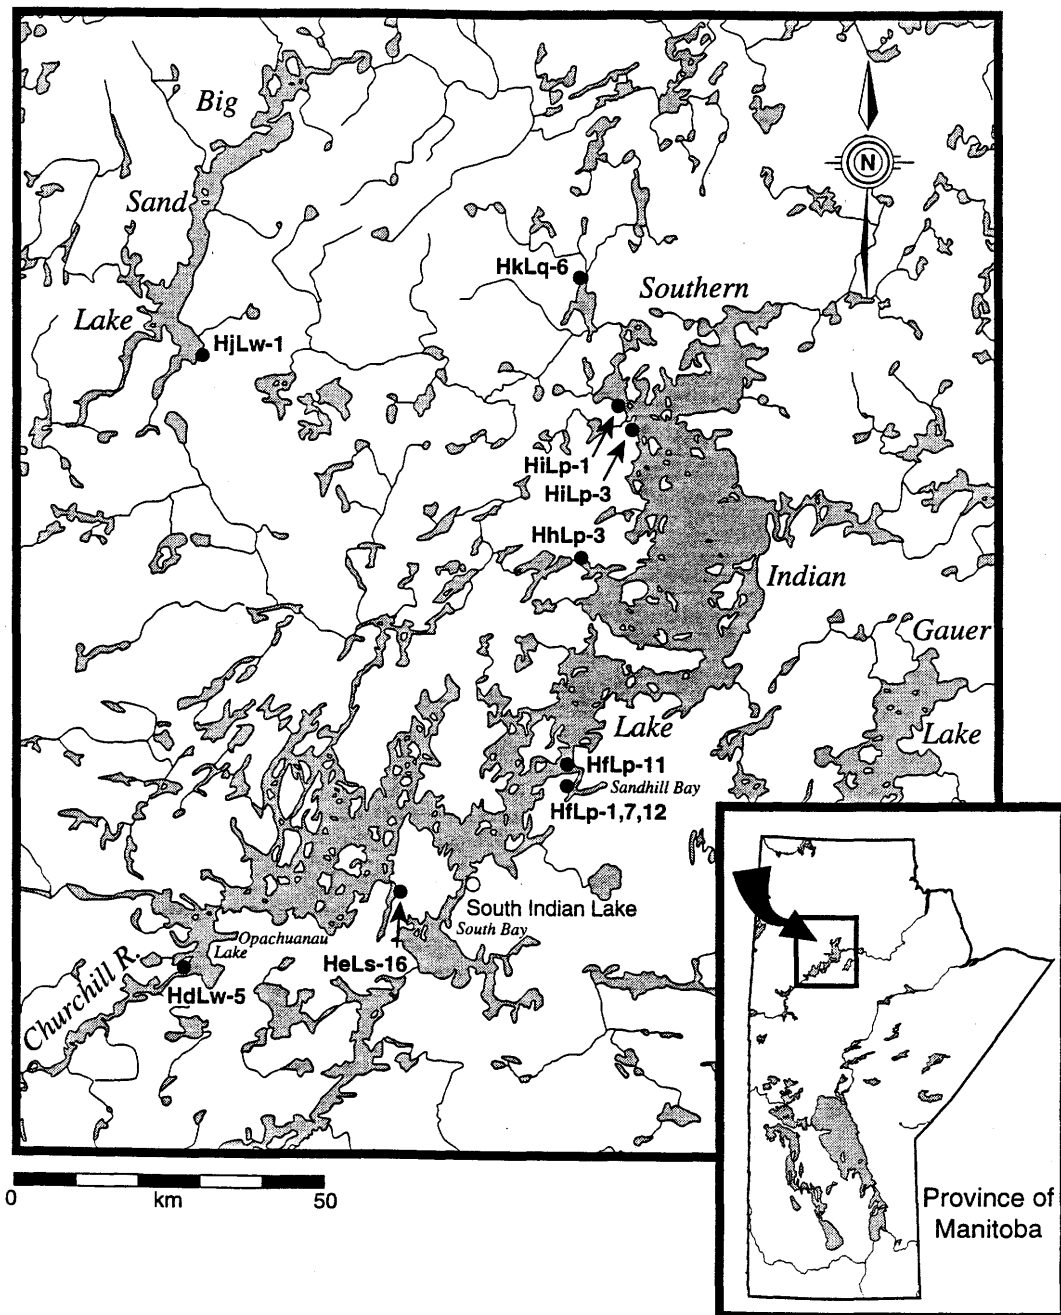 Big
Sand
Lake
N
HkLq-6
Southern
HjLw-1
HiLp-1
HiLp-3
HhLp-3
Indian
Gauer
Lake
Lake
HfLp-11
Sandhill Bay
HfLp-1,7,12
South Indian Lake
South Bay
Opachuanau
Lake
HeLs-16
Churchill R.
HdLw-5
0 km 50
Province of
Manitoba